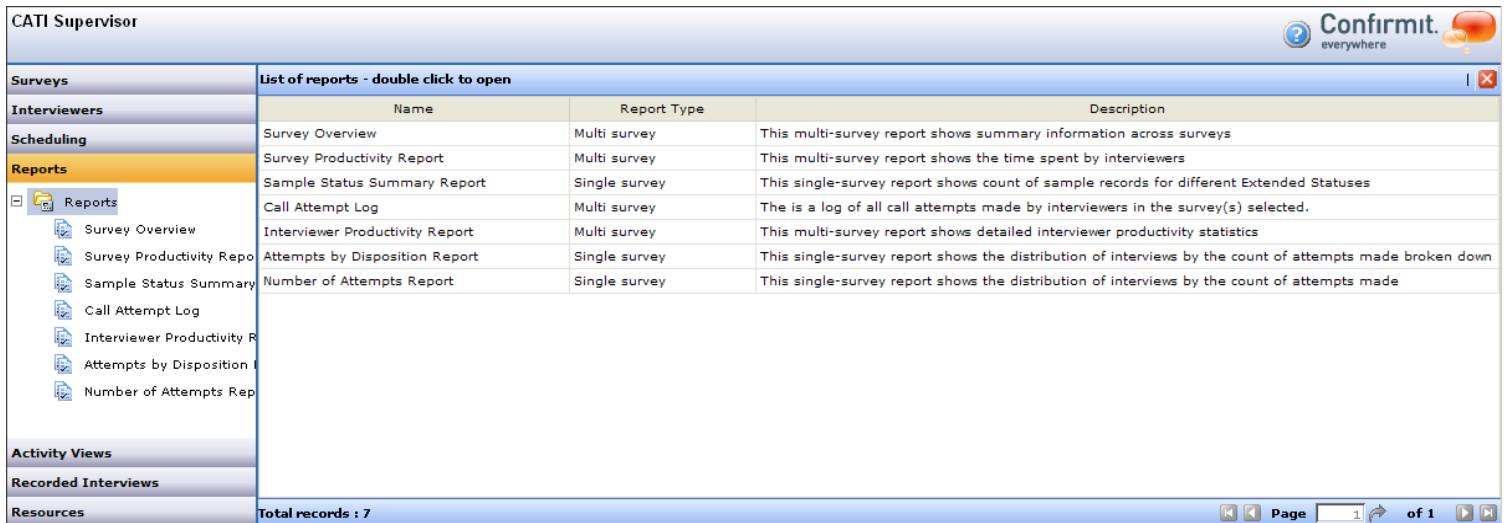 CATI Supervisor
Confirmit.
everywhere
Surveys
Interviewers
Scheduling
Reports
Reports
Survey Overview
Survey Productivity Repo
Sample Status Summary
Call Attempt Log
Interviewer Productivity R
Attempts by Disposition
Number of Attempts Rep
Activity Views
Recorded Interviews
Resources
List of reports - double click to open
Name Report Type Description
Survey Overview Multi survey This multi-survey report shows summary information across surveys
Survey Productivity Report Multi survey This multi-survey report shows the time spent by interviewers
Sample Status Summary Report Single survey This single-survey report shows count of sample records for different Extended Statuses
Call Attempt Log Multi survey The is a log of all call attempts made by interviewers in the survey(s) selected.
Interviewer Productivity Report Multi survey This multi-survey report shows detailed interviewer productivity statistics
Attempts by Disposition Report Single survey This single-survey report shows the distribution of interviews by the count of attempts made broken down
Number of Attempts Report Single survey This single-survey report shows the distribution of interviews by the count of attempts made
Total records : 7 Page 1 of 1